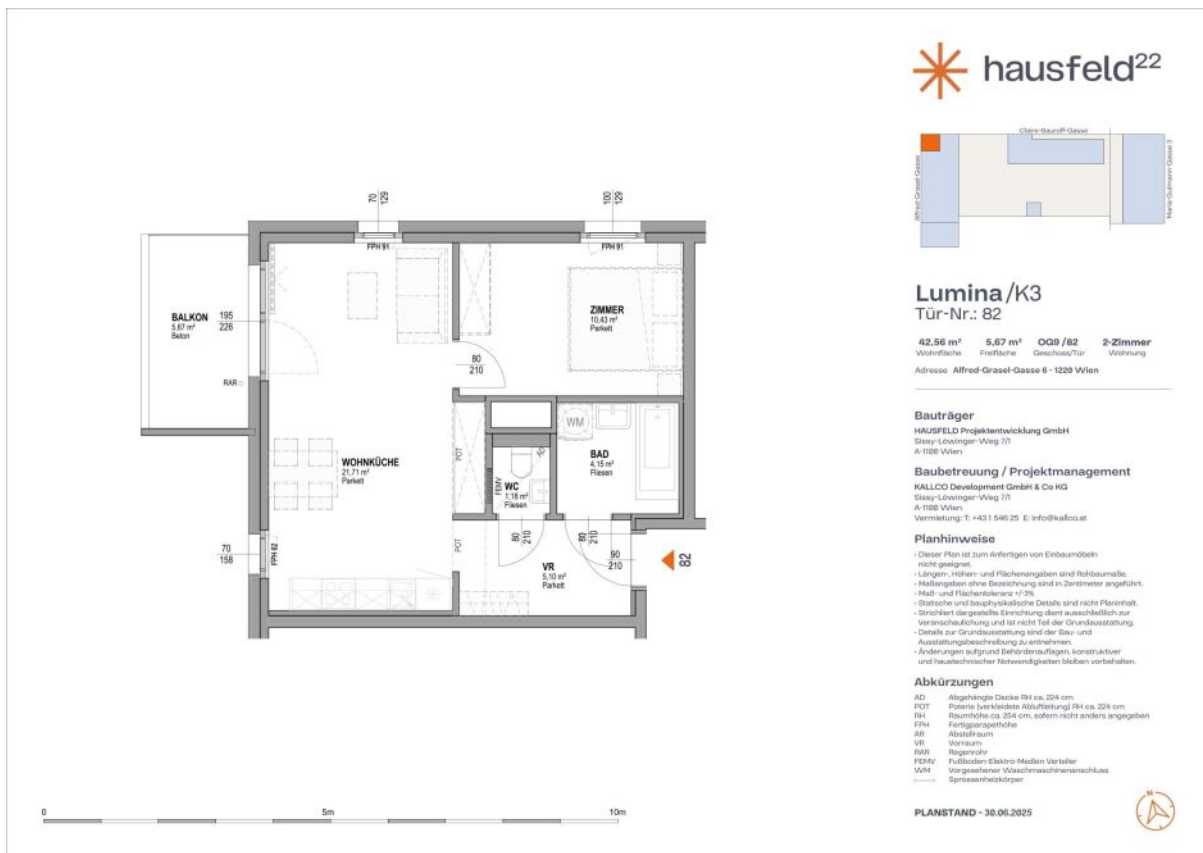 hausfeld22
Claire-Bauroff-Gasse
Alfred-Grasel-Gasse
Maria-Gutmann-Gasse 3
Lumina/K3
Tür-Nr.: 82
42,56 m² 5,67 m² OG9 /82 2-Zimmer
Wohnfläche Freifläche Geschoss/Tür Wohnung
Adresse Alfred-Grasel-Gasse 6 - 1220 Wien
Bauträger
HAUSFELD Projektentwicklung GmbH
Sissy-Löwinger-Weg 7/1
A-1100 Wien
Baubetreuung / Projektmanagement
KALLCO Development GmbH & Co KG
Sissy-Löwinger-Weg 7/1
A-1100 Wien
Vermietung: T: +43 1 546 25 E: info@kallco.at
Planhinweise
• Dieser Plan ist zum Anfertigen von Einbaumöbeln
nicht geeignet.
• Längen-, Höhen- und Flächenangaben sind Rohbaumaße.
• Maßangaben ohne Bezeichnung sind in Zentimeter angeführt.
• Maß- und Flächentoleranz +/-3%
• Statische und bauphysikalische Details sind nicht Planinhalt.
• Strichliert dargestellte Einrichtung dient ausschließlich zur
Veranschaulichung und ist nicht Teil der Grundausstattung.
• Details zur Grundausstattung sind der Bau- und
Ausstattungsbeschreibung zu entnehmen.
• Änderungen aufgrund Behördenauflagen, konstruktiver
und haustechnischer Notwendigkeiten bleiben vorbehalten.
Abkürzungen
AD Abgehängte Decke RH ca. 224 cm
POT Poterie (verkleidete Abluftleitung) RH ca. 224 cm
RH Raumhöhe ca. 254 cm, sofern nicht anders angegeben
FPH Fertigparapethöhe
AR Abstellraum
VR Vorraum
RAR Regenrohr
FEMV Fußboden-Elektro-Medien Verteiler
WM Vorgesehener Waschmaschinenanschluss
Sprossenheizkörper
PLANSTAND - 30.06.2025
N
70
129
100
129
FPH 91
FPH 91
BALKON
5,67 m²
Beton
195
226
RAR
ZIMMER
10,43 m²
Parkett
80
210
WM
BAD
4,15 m²
Fliesen
AD
POT
WOHNKÜCHE
21,71 m²
Parkett
FEMV
WC
1,18 m²
Fliesen
70
158
FPH 62
POT
80
210
80
210
90
210
82
VR
5,10 m²
Parkett
0 5m 10m